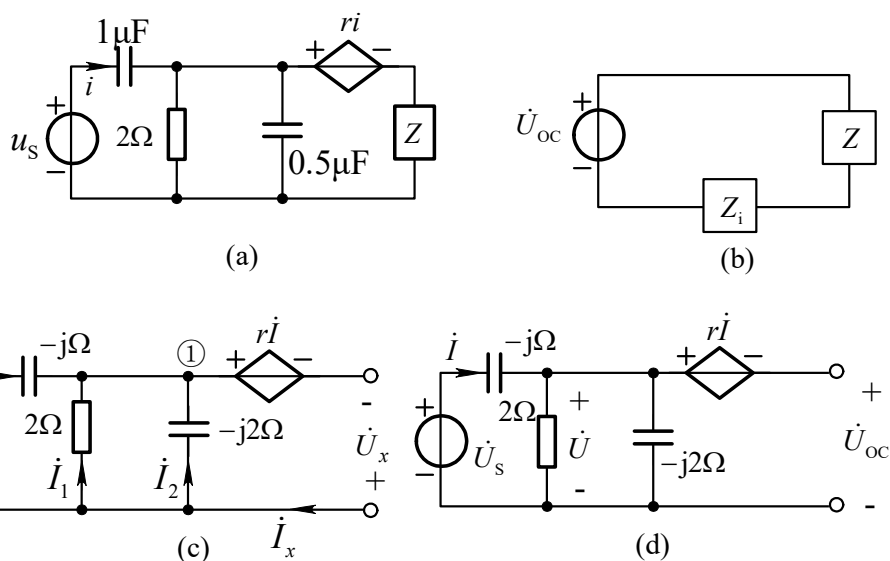 1μF
+ ri −
i
+
u_S
−
2Ω
0.5μF
Z
(a)
+
U̇_OC
−
Z
Z_i
(b)
−jΩ
①
+ rİ −
2Ω
−j2Ω
-
U̇_x
+
İ_1
İ_2
İ_x
(c)
İ
−jΩ
+ rİ −
+
U̇_S
−
2Ω
+
U̇
-
−j2Ω
+
U̇_OC
-
(d)